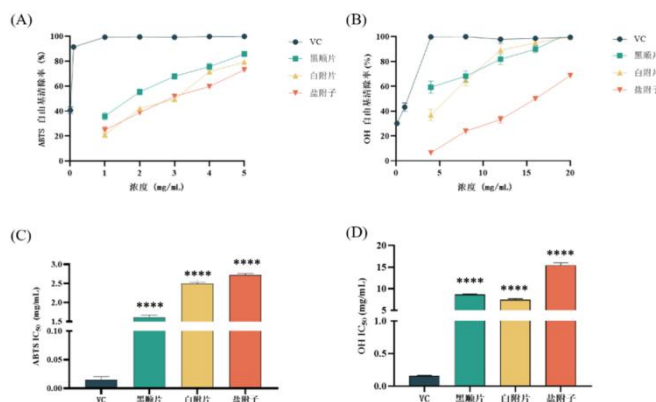 (A)
ABTS 自由基清除率 (%)
100
80
60
40
20
0
0 1 2 3 4 5
浓度 (mg/mL)
VC
黑顺片
白附片
盐附子
(B)
OH 自由基清除率 (%)
100
80
60
40
20
0
0 5 10 15 20
浓度 (mg/mL)
VC
黑顺片
白附片
盐附子
(C)
ABTS IC50 (mg/mL)
3.0
2.5
2.0
1.5
0.10
0.05
0.00
****
****
****
VC 黑顺片 白附片 盐附子
(D)
OH IC50 (mg/mL)
20
15
10
5
1.0
0.5
0.0
****
****
****
VC 黑顺片 白附片 盐附子